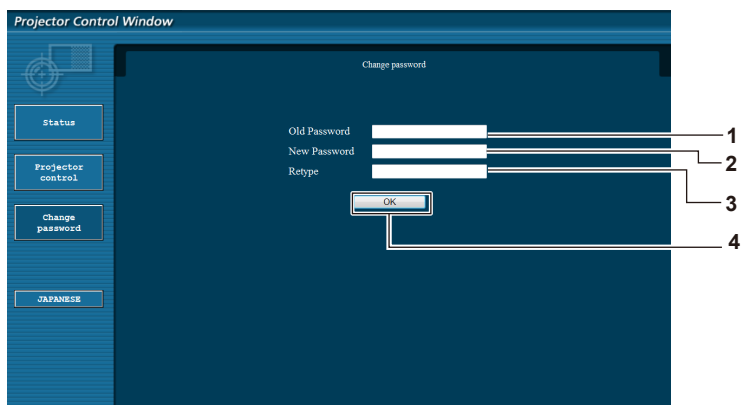 Projector Control Window
Change password
Status
Projector
control
Change
password
JAPANESE
Old Password
New Password
Retype
OK
1
2
3
4